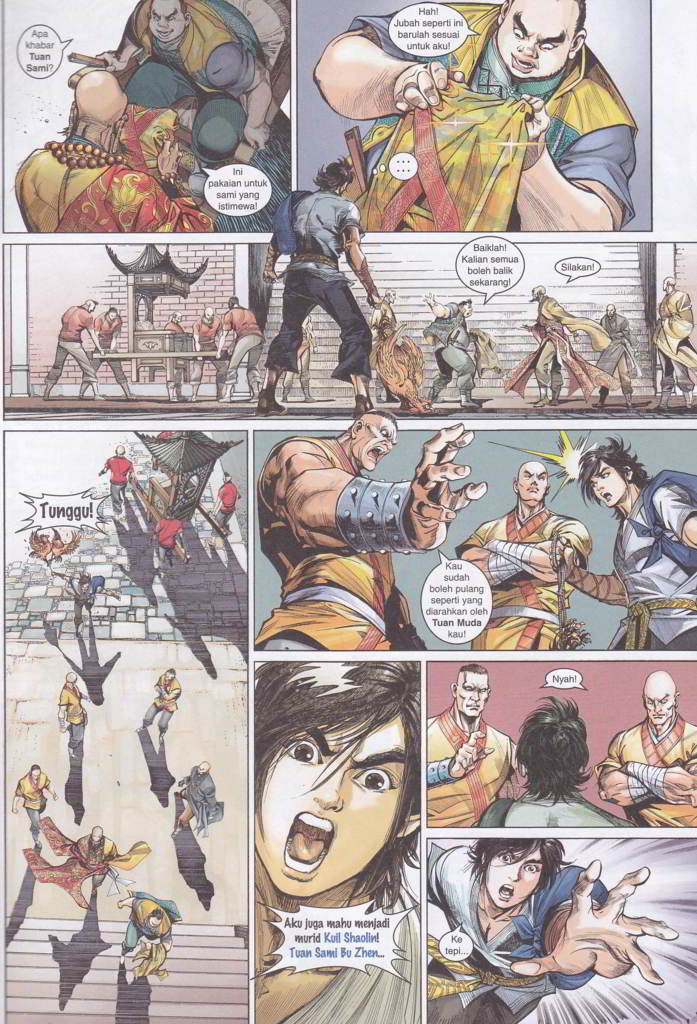 Apa
khabar
Tuan
Sami?
Ini
pakaian untuk
sami yang
istimewa!
Hah!
Jubah seperti ini
barulah sesuai
untuk aku!
...
...
Baiklah!
Kalian semua
boleh balik
sekarang!
Silakan!
Tunggu!
Kau
sudah
boleh pulang
seperti yang
diarahkan oleh
Tuan Muda
kau!
Aku juga mahu menjadi
murid Kuil Shaolin!
Tuan Sami Bu Zhen...
Nyah!
Ke
tepi...